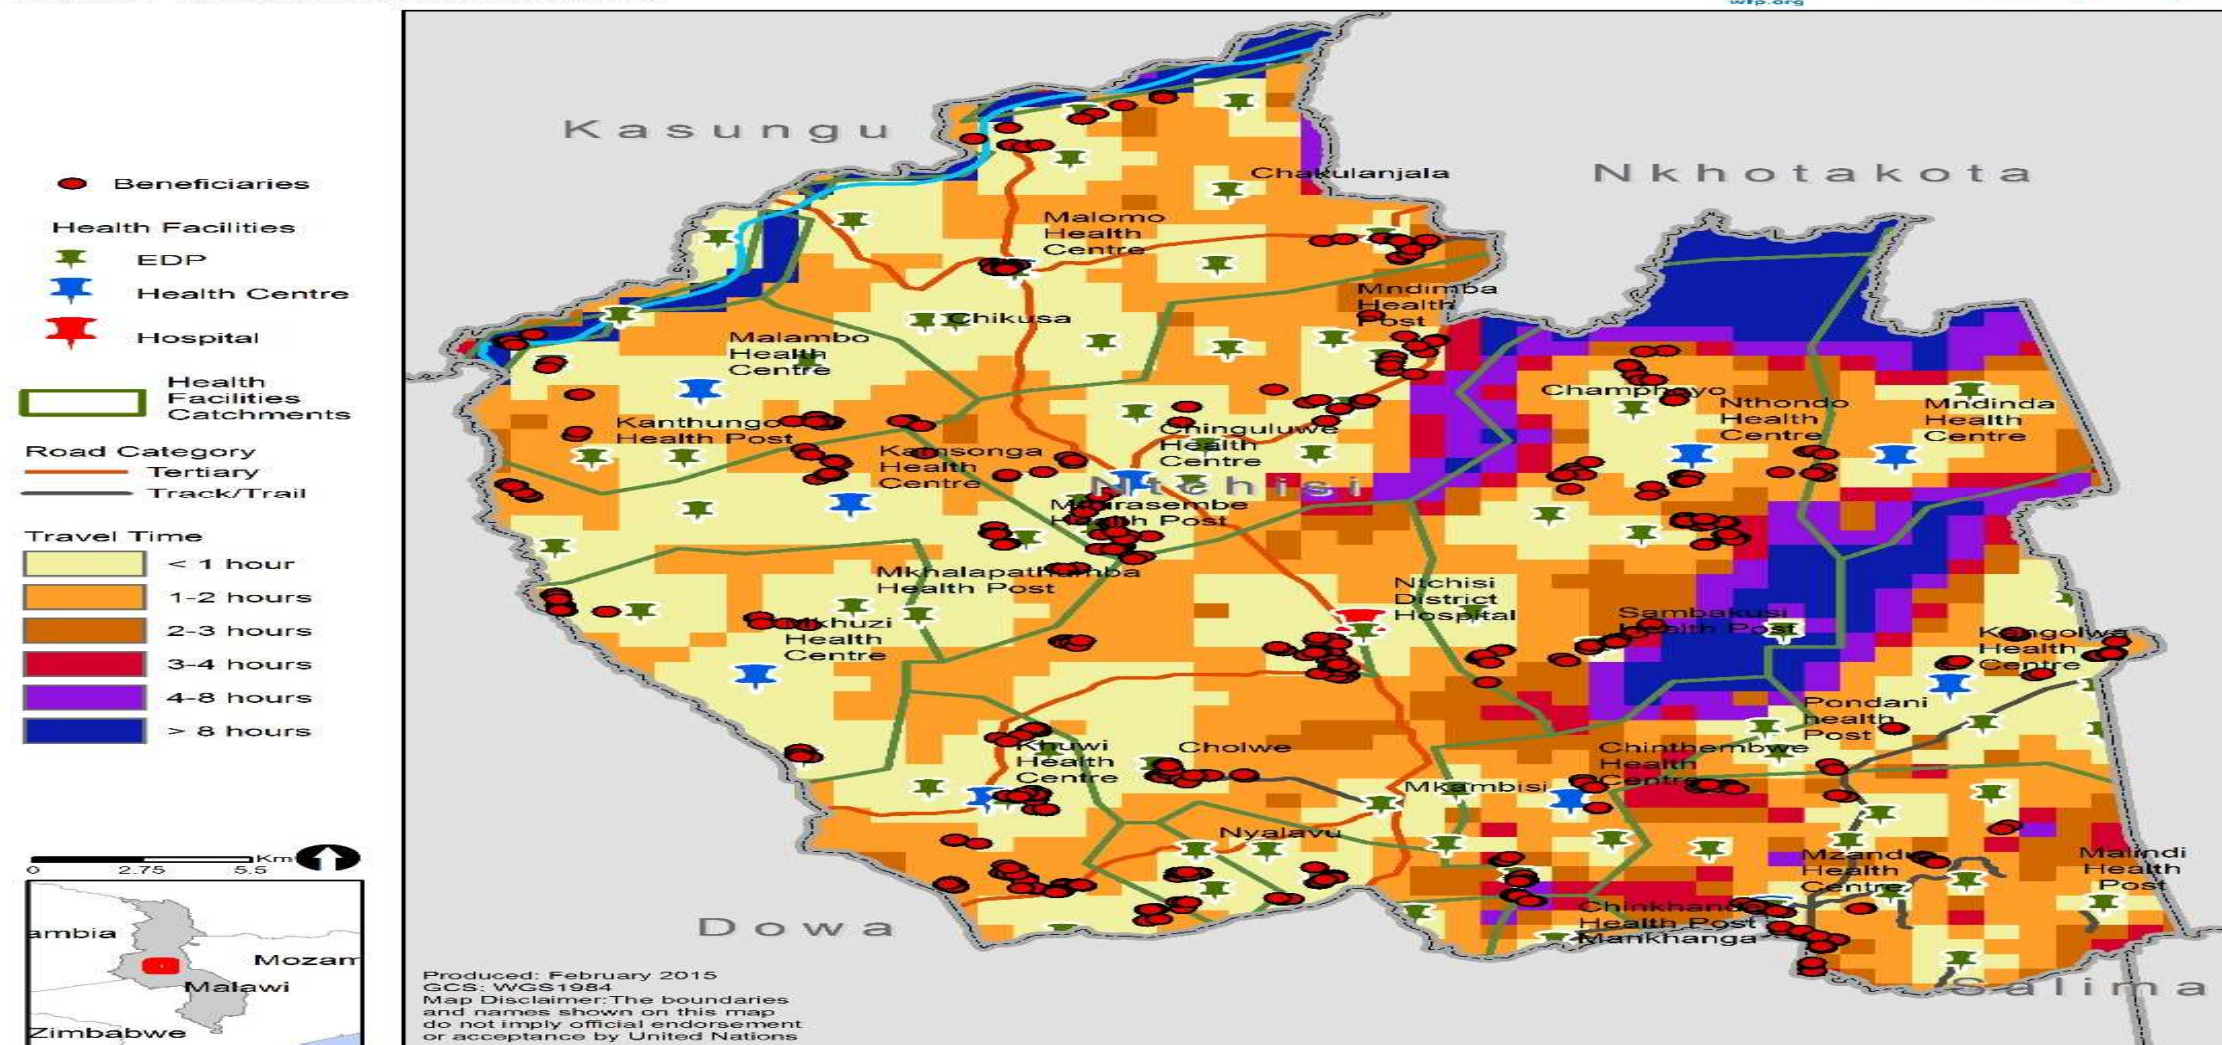 wfp.org
Beneficiaries
Health Facilities
EDP
Health Centre
Hospital
Health
Facilities
Catchments
Road Category
Tertiary
Track/Trail
Travel Time
< 1 hour
1-2 hours
2-3 hours
3-4 hours
4-8 hours
> 8 hours
Km
0 2.75 5.5
ambia
Mozam
Malawi
Zimbabwe
Kasungu
Nkhotakota
Chakulanjala
Malomo
Health
Centre
Mndimba
Health
Post
Chikusa
Malambo
Health
Centre
Champhoyo
Nthondo
Health
Centre
Mndinda
Health
Centre
Kanthungo
Health Post
Kamsonga
Health
Centre
Chinguluwe
Health
Centre
Ntchisi
Health Post
Mkhalapathumba
Health Post
Ntchisi
District
Hospital
Sambakusi
Health Post
Mkhuzi
Health
Centre
Kangolwa
Health
Centre
Pondani
health
Post
Khuwi
Health
Centre
Cholwe
Chinthembwe
Health
Centre
Mkambisi
Nyalavu
Mzandu
Health
Centre
Malindi
Health
Post
Health Post
Mankhanga
Dowa
Salima
Produced: February 2015
GCS: WGS1984
Map Disclaimer:The boundaries
and names shown on this map
do not imply official endorsement
or acceptance by United Nations